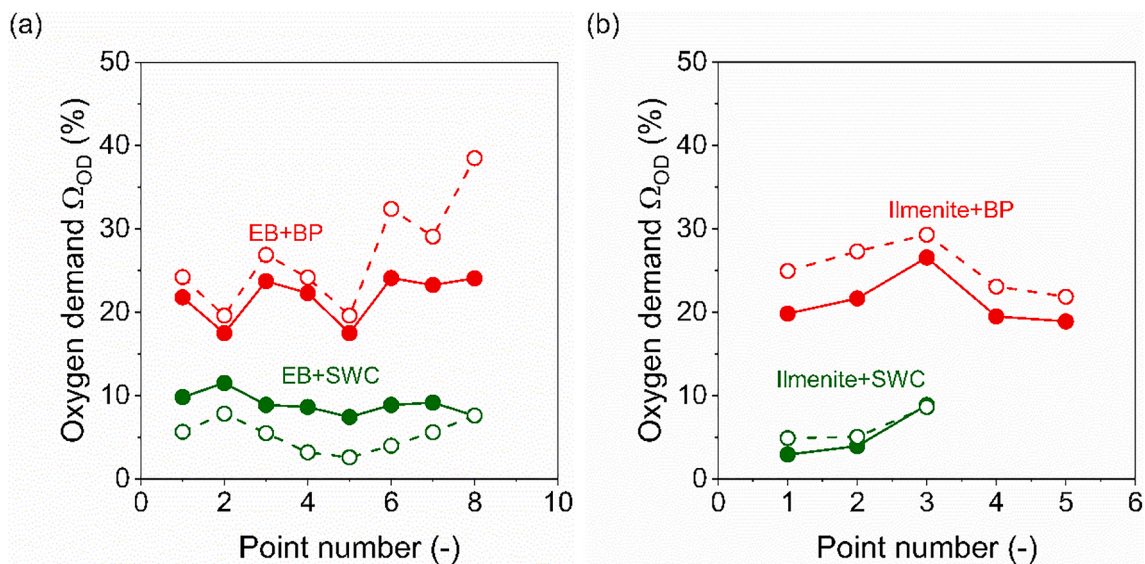 (a)
50
40
30
20
10
0
Oxygen demand Ω_OD (%)
EB+BP
EB+SWC
0 2 4 6 8 10
Point number (-)
(b)
50
40
30
20
10
0
Oxygen demand Ω_OD (%)
Ilmenite+BP
Ilmenite+SWC
0 1 2 3 4 5 6
Point number (-)